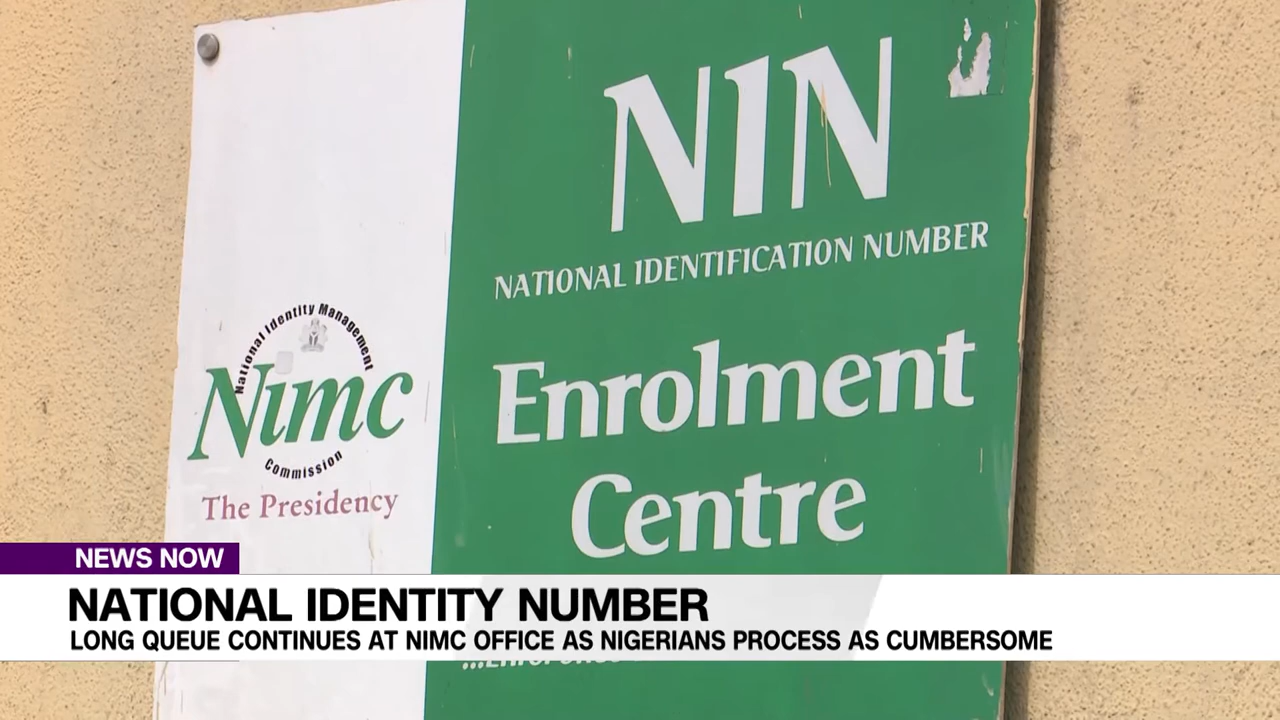 NIN
NATIONAL IDENTIFICATION NUMBER
Enrolment
Centre
National Identity Management
Nimc
Commission
The Presidency
NEWS NOW
NATIONAL IDENTITY NUMBER
LONG QUEUE CONTINUES AT NIMC OFFICE AS NIGERIANS PROCESS AS CUMBERSOME